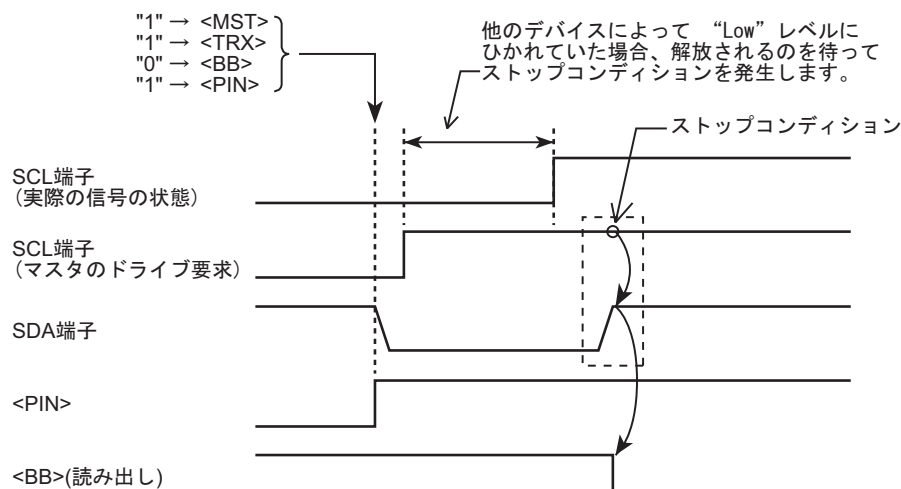 "1" → <MST>
"1" → <TRX>
"0" → <BB>
"1" → <PIN>
他のデバイスによって “Low” レベルに
ひかれていた場合、解放されるのを待って
ストップコンディションを発生します。
ストップコンディション
SCL端子
（実際の信号の状態）
SCL端子
（マスタのドライブ要求）
SDA端子
<PIN>
<BB>(読み出し)